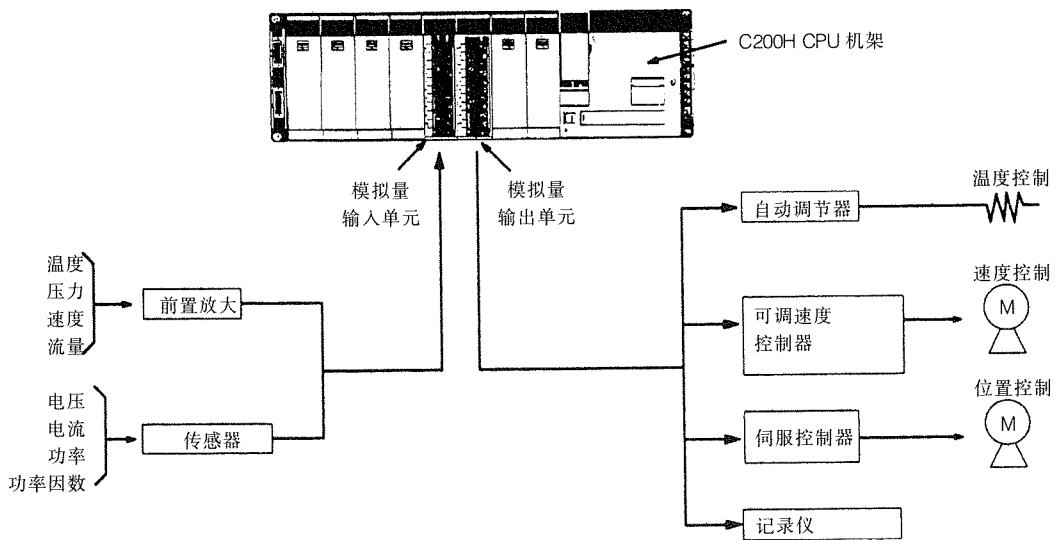 C200H CPU 机架
模拟量
输入单元
模拟量
输出单元
温度
压力
速度
流量
前置放大
电压
电流
功率
功率因数
传感器
自动调节器
温度控制
可调速度
控制器
速度控制
M
伺服控制器
位置控制
M
记录仪